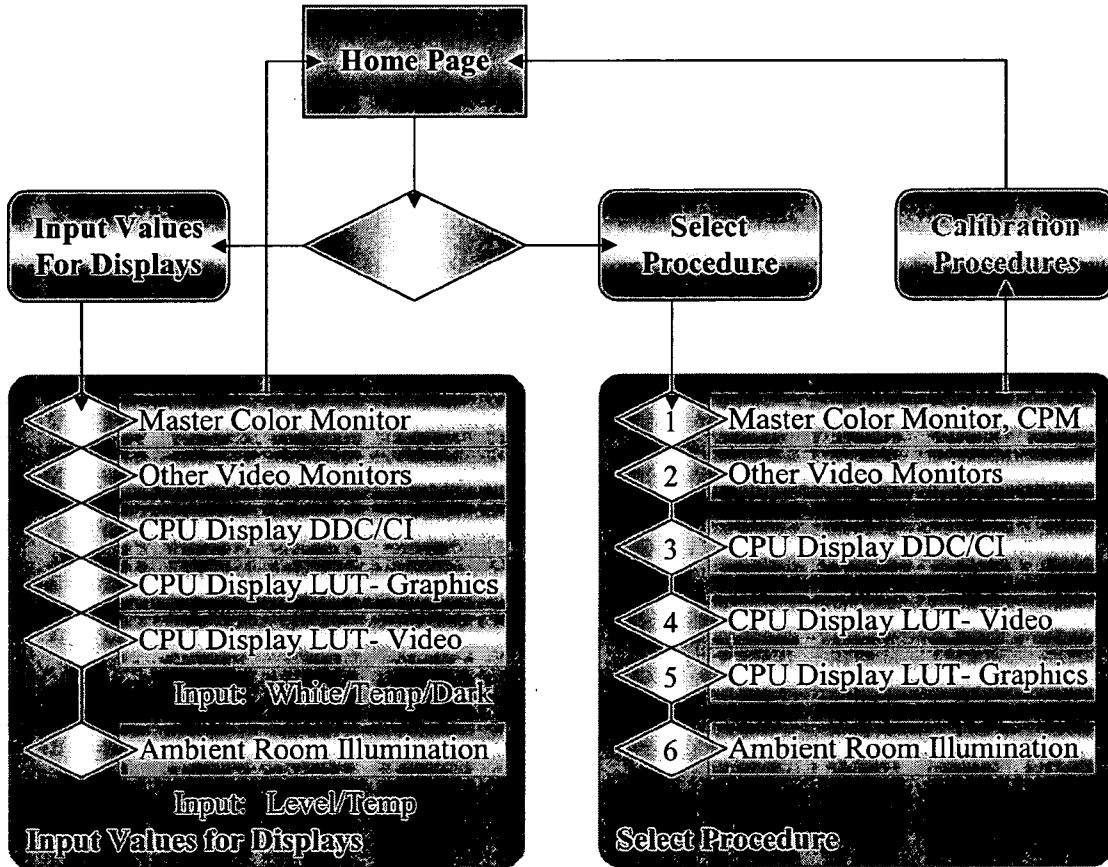 Home Page
Input Values
For Displays
Select
Procedure
Calibration
Procedures
Master Color Monitor
Other Video Monitors
CPU Display DDC/CI
CPU Display LUT- Graphics
CPU Display LUT- Video
Input: White/Temp/Dark
Ambient Room Illumination
Input: Level/Temp
Input Values for Displays
1 Master Color Monitor, CPM
2 Other Video Monitors
3 CPU Display DDC/CI
4 CPU Display LUT- Video
5 CPU Display LUT- Graphics
6 Ambient Room Illumination
Select Procedure